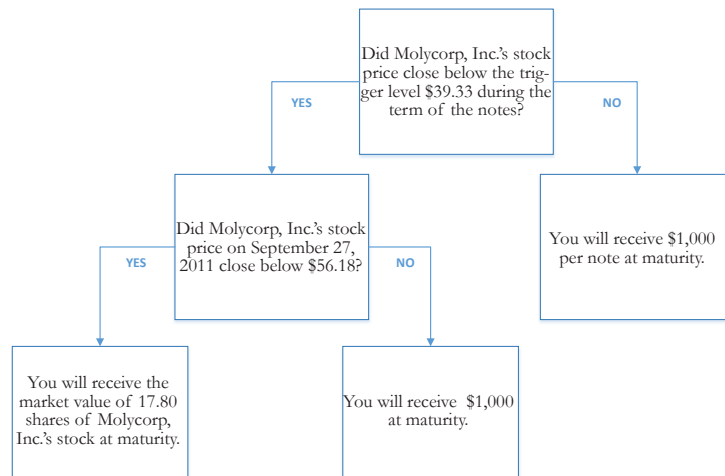 Did Molycorp, Inc.'s stock
price close below the trig-
ger level $39.33 during the
term of the notes?
YES
NO
Did Molycorp, Inc.'s stock
price on September 27,
2011 close below $56.18?
You will receive $1,000
per note at maturity.
YES
NO
You will receive the
market value of 17.80
shares of Molycorp,
Inc.'s stock at maturity.
You will receive $1,000
at maturity.